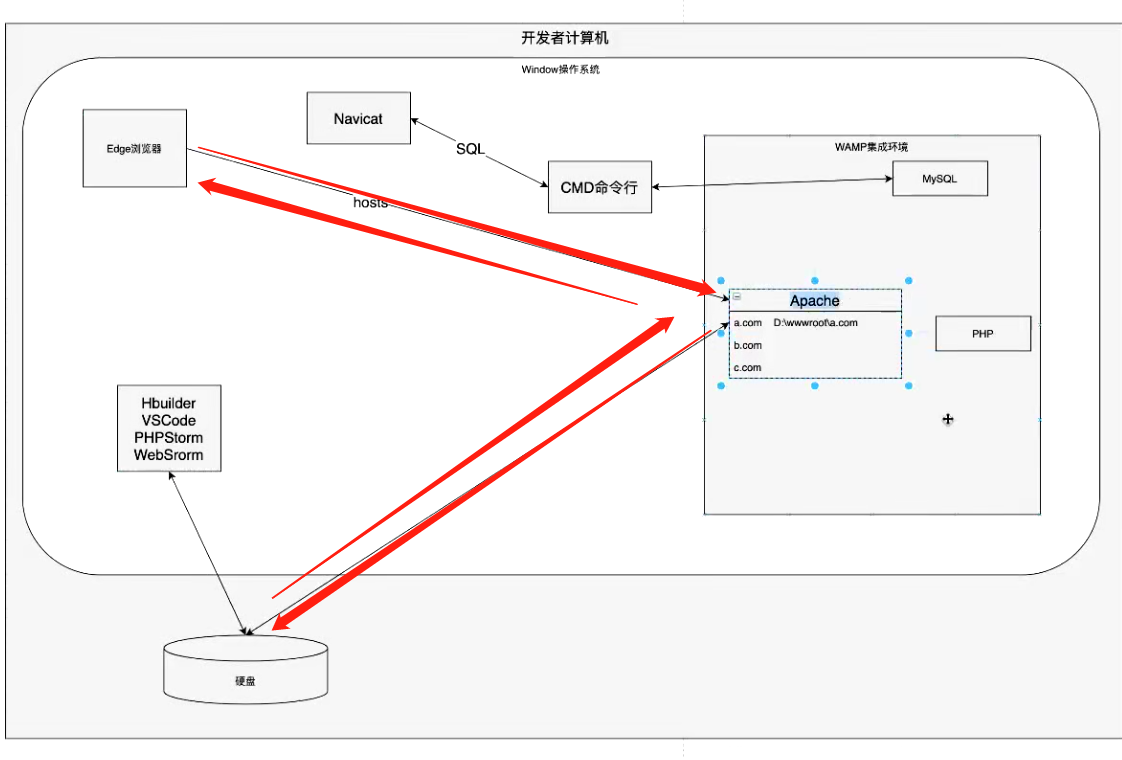 开发者计算机
Window操作系统
Edge浏览器
Navicat
SQL
CMD命令行
hosts
WAMP集成环境
MySQL
Apache
a.com D:\wwwroot\a.com
b.com
c.com
PHP
Hbuilder
VSCode
PHPStorm
WebSrorm
硬盘